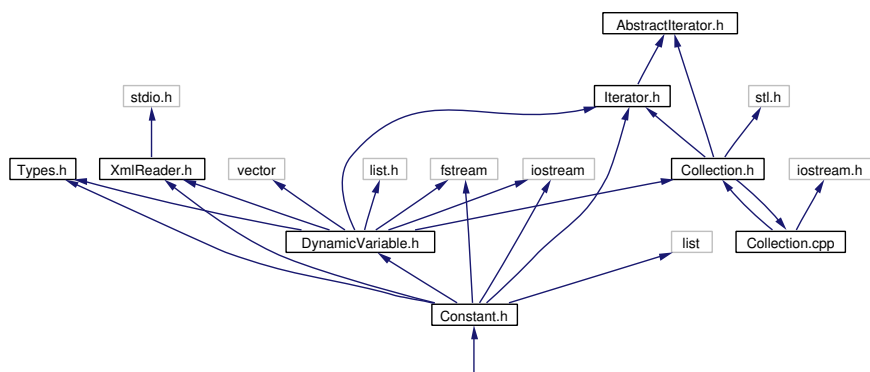 AbstractIterator.h
stdio.h
Iterator.h
stl.h
Types.h
XmlReader.h
vector
list.h
fstream
iostream
Collection.h
iostream.h
DynamicVariable.h
list
Collection.cpp
Constant.h